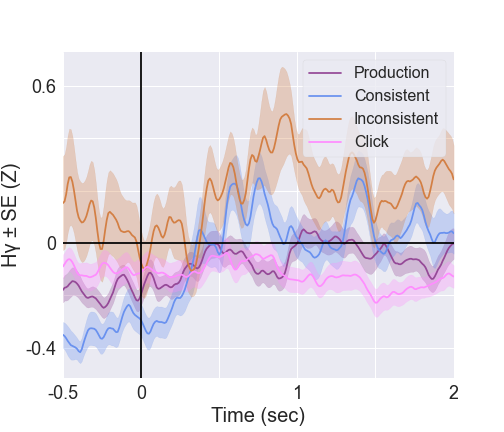 Production
Consistent
Inconsistent
Click
0.6
0
-0.4
-0.5
0
1
2
Hγ ± SE (Z)
Time (sec)